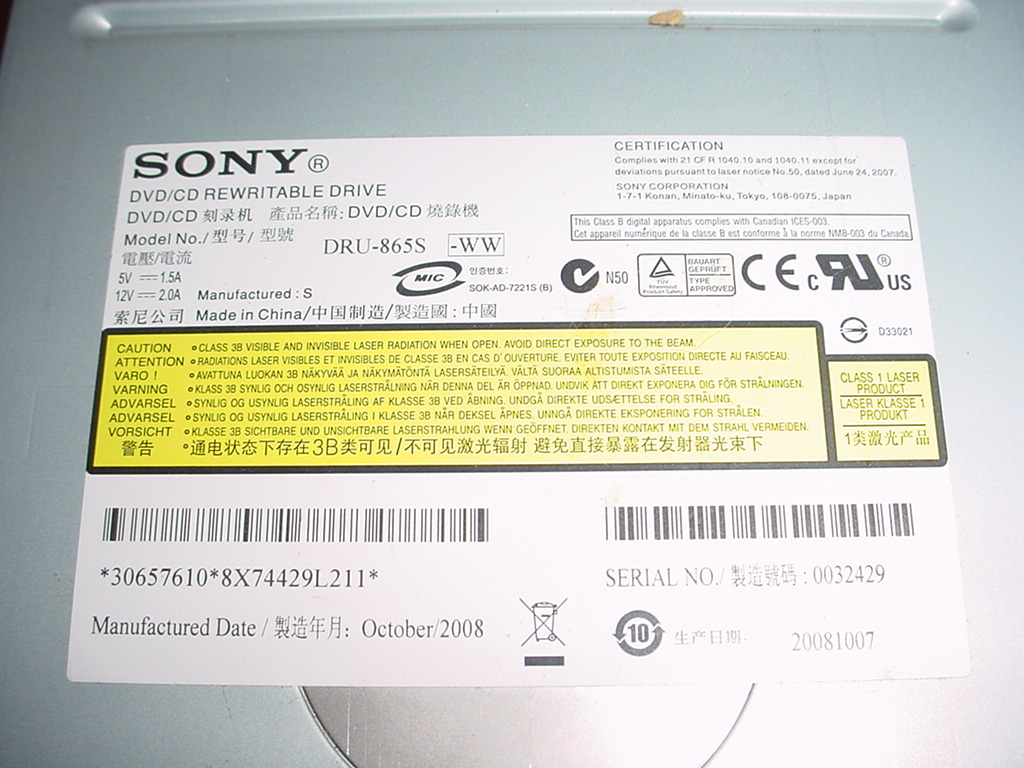 SONY®
DVD/CD REWRITABLE DRIVE
DVD/CD 刻录机 產品名稱: DVD/CD 燒錄機
Model No./型号/型號 DRU-865S -WW
電壓/電流
5V ⎓ 1.5A
12V ⎓ 2.0A Manufactured : S
索尼公司 Made in China/中国制造/製造國 : 中國
MIC
인증번호 :
SOK-AD-7221S (B)
CERTIFICATION
Complies with 21 CFR 1040.10 and 1040.11 except for
deviations pursuant to laser notice No.50, dated June 24, 2007.
SONY CORPORATION
1-7-1 Konan, Minato-ku, Tokyo, 108-0075, Japan
This Class B digital apparatus complies with Canadian ICES-003.
Cet appareil numérique de la classe B est conforme à la norme NMB-003 du Canada.
N50
TÜV
Rheinland
Product Safety
BAUART
GEPRÜFT
TYPE
APPROVED
CE
c RU ® US
D33021
CAUTION CLASS 3B VISIBLE AND INVISIBLE LASER RADIATION WHEN OPEN. AVOID DIRECT EXPOSURE TO THE BEAM.
ATTENTION RADIATIONS LASER VISIBLES ET INVISIBLES DE CLASSE 3B EN CAS D'OUVERTURE. EVITER TOUTE EXPOSITION DIRECTE AU FAISCEAU.
VARO ! AVATTUNA LUOKAN 3B NÄKYVÄÄ JA NÄKYMÄTÖNTÄ LASERSÄTEILYÄ. VÄLTÄ SUORAA ALTISTUMISTA SÄTEELLE.
VARNING KLASS 3B SYNLIG OCH OSYNLIG LASERSTRÅLNING NÄR DENNA DEL ÄR ÖPPNAD. UNDVIK ATT DIREKT EXPONERA DIG FÖR STRÅLNINGEN.
ADVARSEL SYNLIG OG USYNLIG LASERSTRÅLING AF KLASSE 3B VED ÅBNING. UNDGÅ DIREKTE UDSÆTTELSE FOR STRÅLING.
ADVARSEL SYNLIG OG USYNLIG LASERSTRÅLING I KLASSE 3B NÅR DEKSEL ÅPNES. UNNGÅ DIREKTE EKSPONERING FOR STRÅLEN.
VORSICHT KLASSE 3B SICHTBARE UND UNSICHTBARE LASERSTRAHLUNG WENN GEÖFFNET. DIREKTEN KONTAKT MIT DEM STRAHL VERMEIDEN.
警告 通电状态下存在3B类可见/不可见激光辐射 避免直接暴露在发射器光束下
CLASS 1 LASER
PRODUCT
LASER KLASSE 1
PRODUKT
1类激光产品
*30657610*8X74429L211*
SERIAL NO./ 製造號碼 : 0032429
Manufactured Date / 製造年月: October/2008
10 生产日期: 20081007